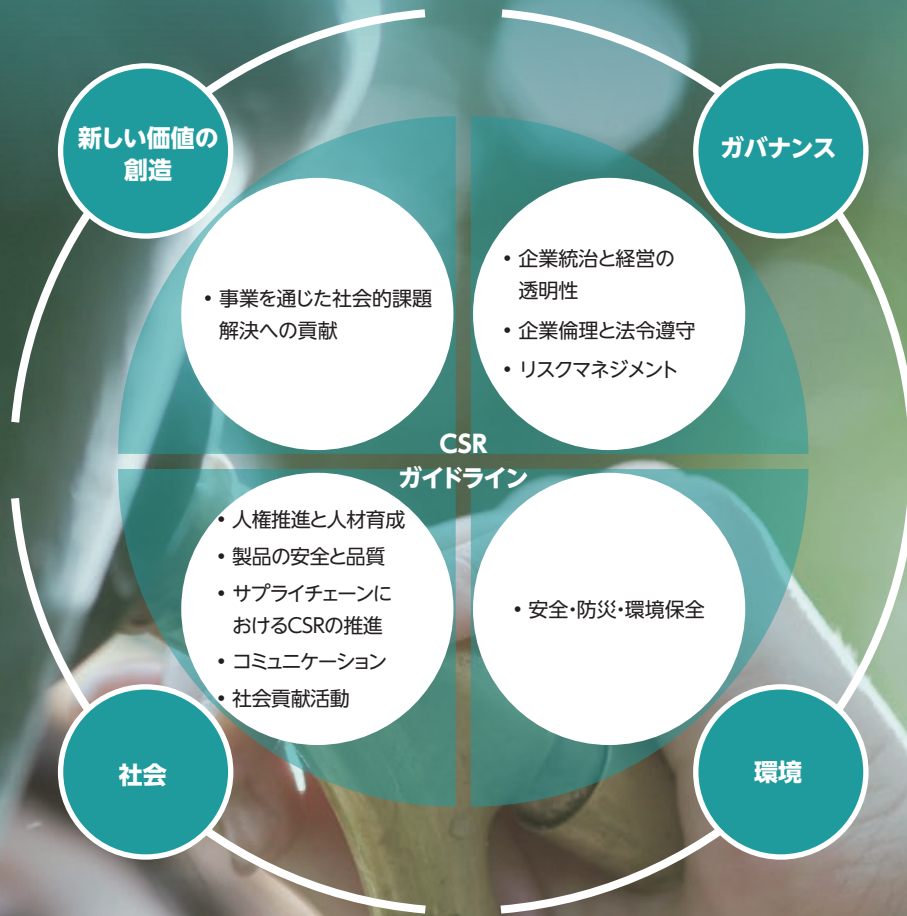 新しい価値の
創造
ガバナンス
• 事業を通じた社会的課題
解決への貢献
• 企業統治と経営の
透明性
• 企業倫理と法令遵守
• リスクマネジメント
CSR
ガイドライン
• 人権推進と人材育成
• 製品の安全と品質
• サプライチェーンに
おけるCSRの推進
• コミュニケーション
• 社会貢献活動
• 安全・防災・環境保全
社会
環境